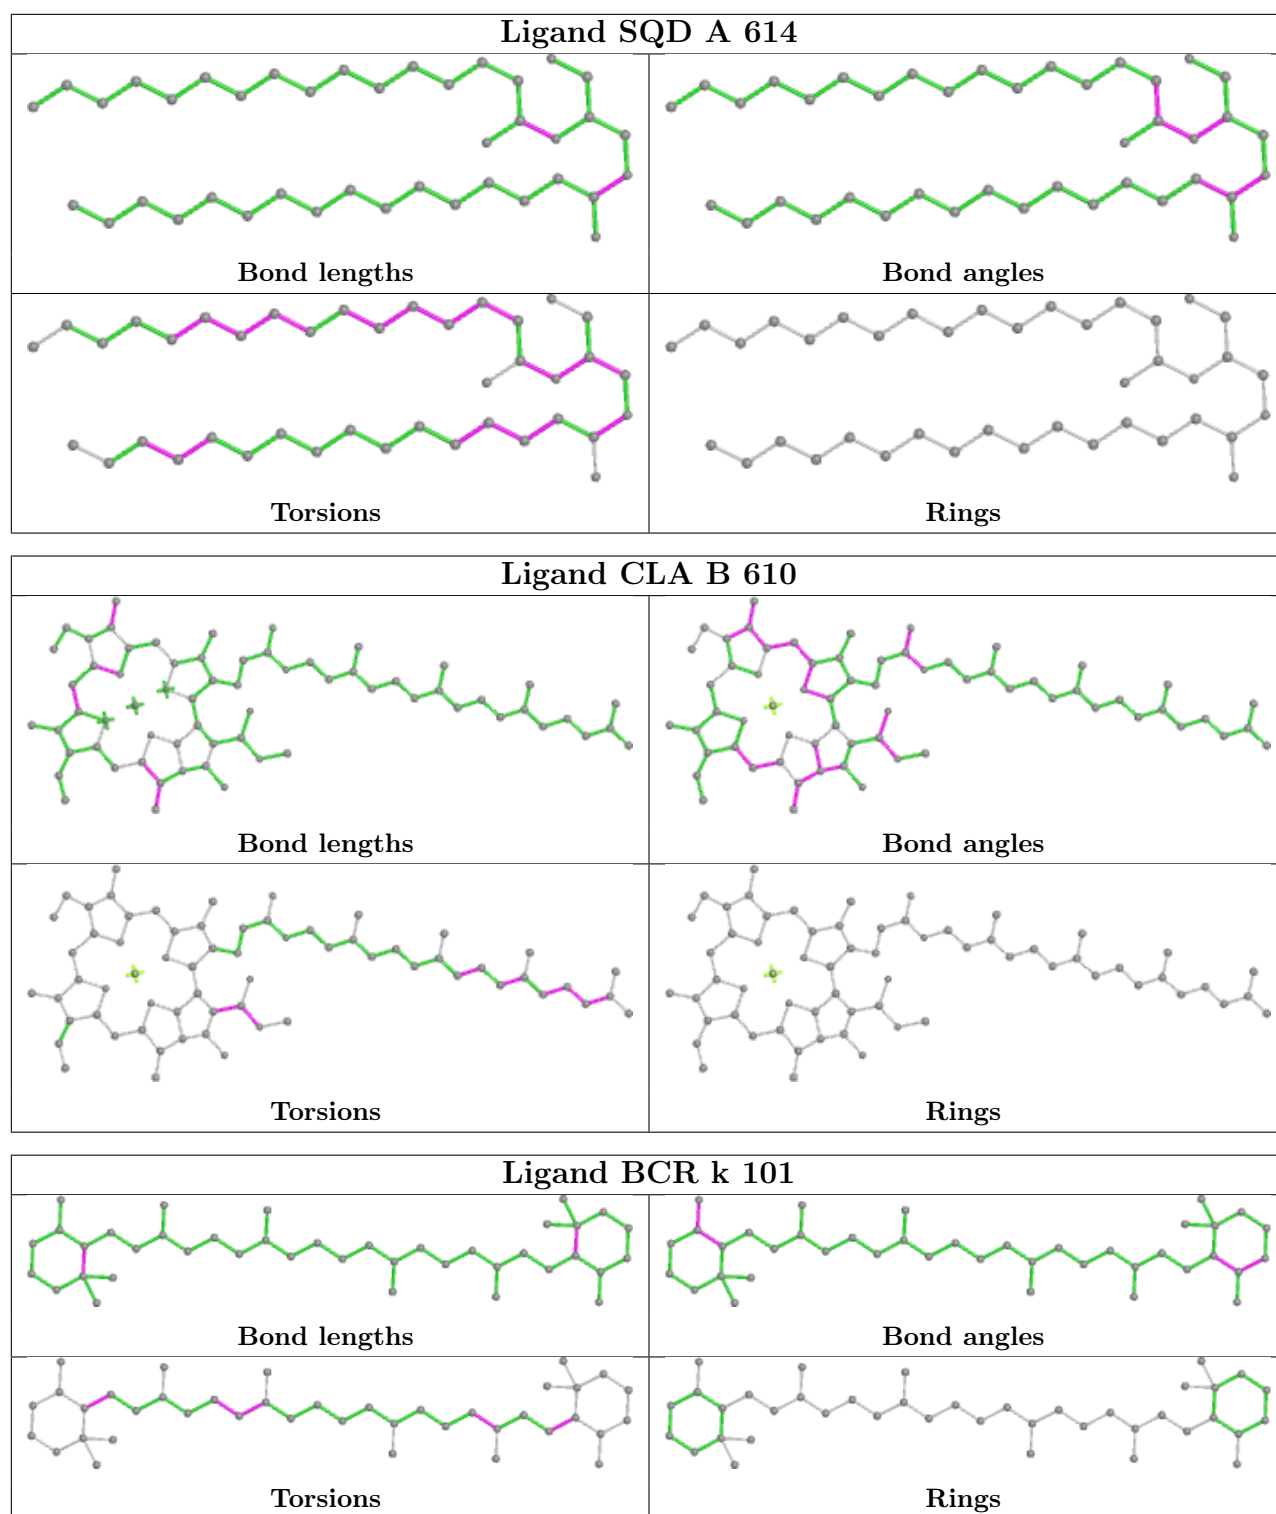 Ligand SQD A 614
Bond lengths
Bond angles
Torsions
Rings
Ligand CLA B 610
Bond lengths
Bond angles
Torsions
Rings
Ligand BCR k 101
Bond lengths
Bond angles
Torsions
Rings